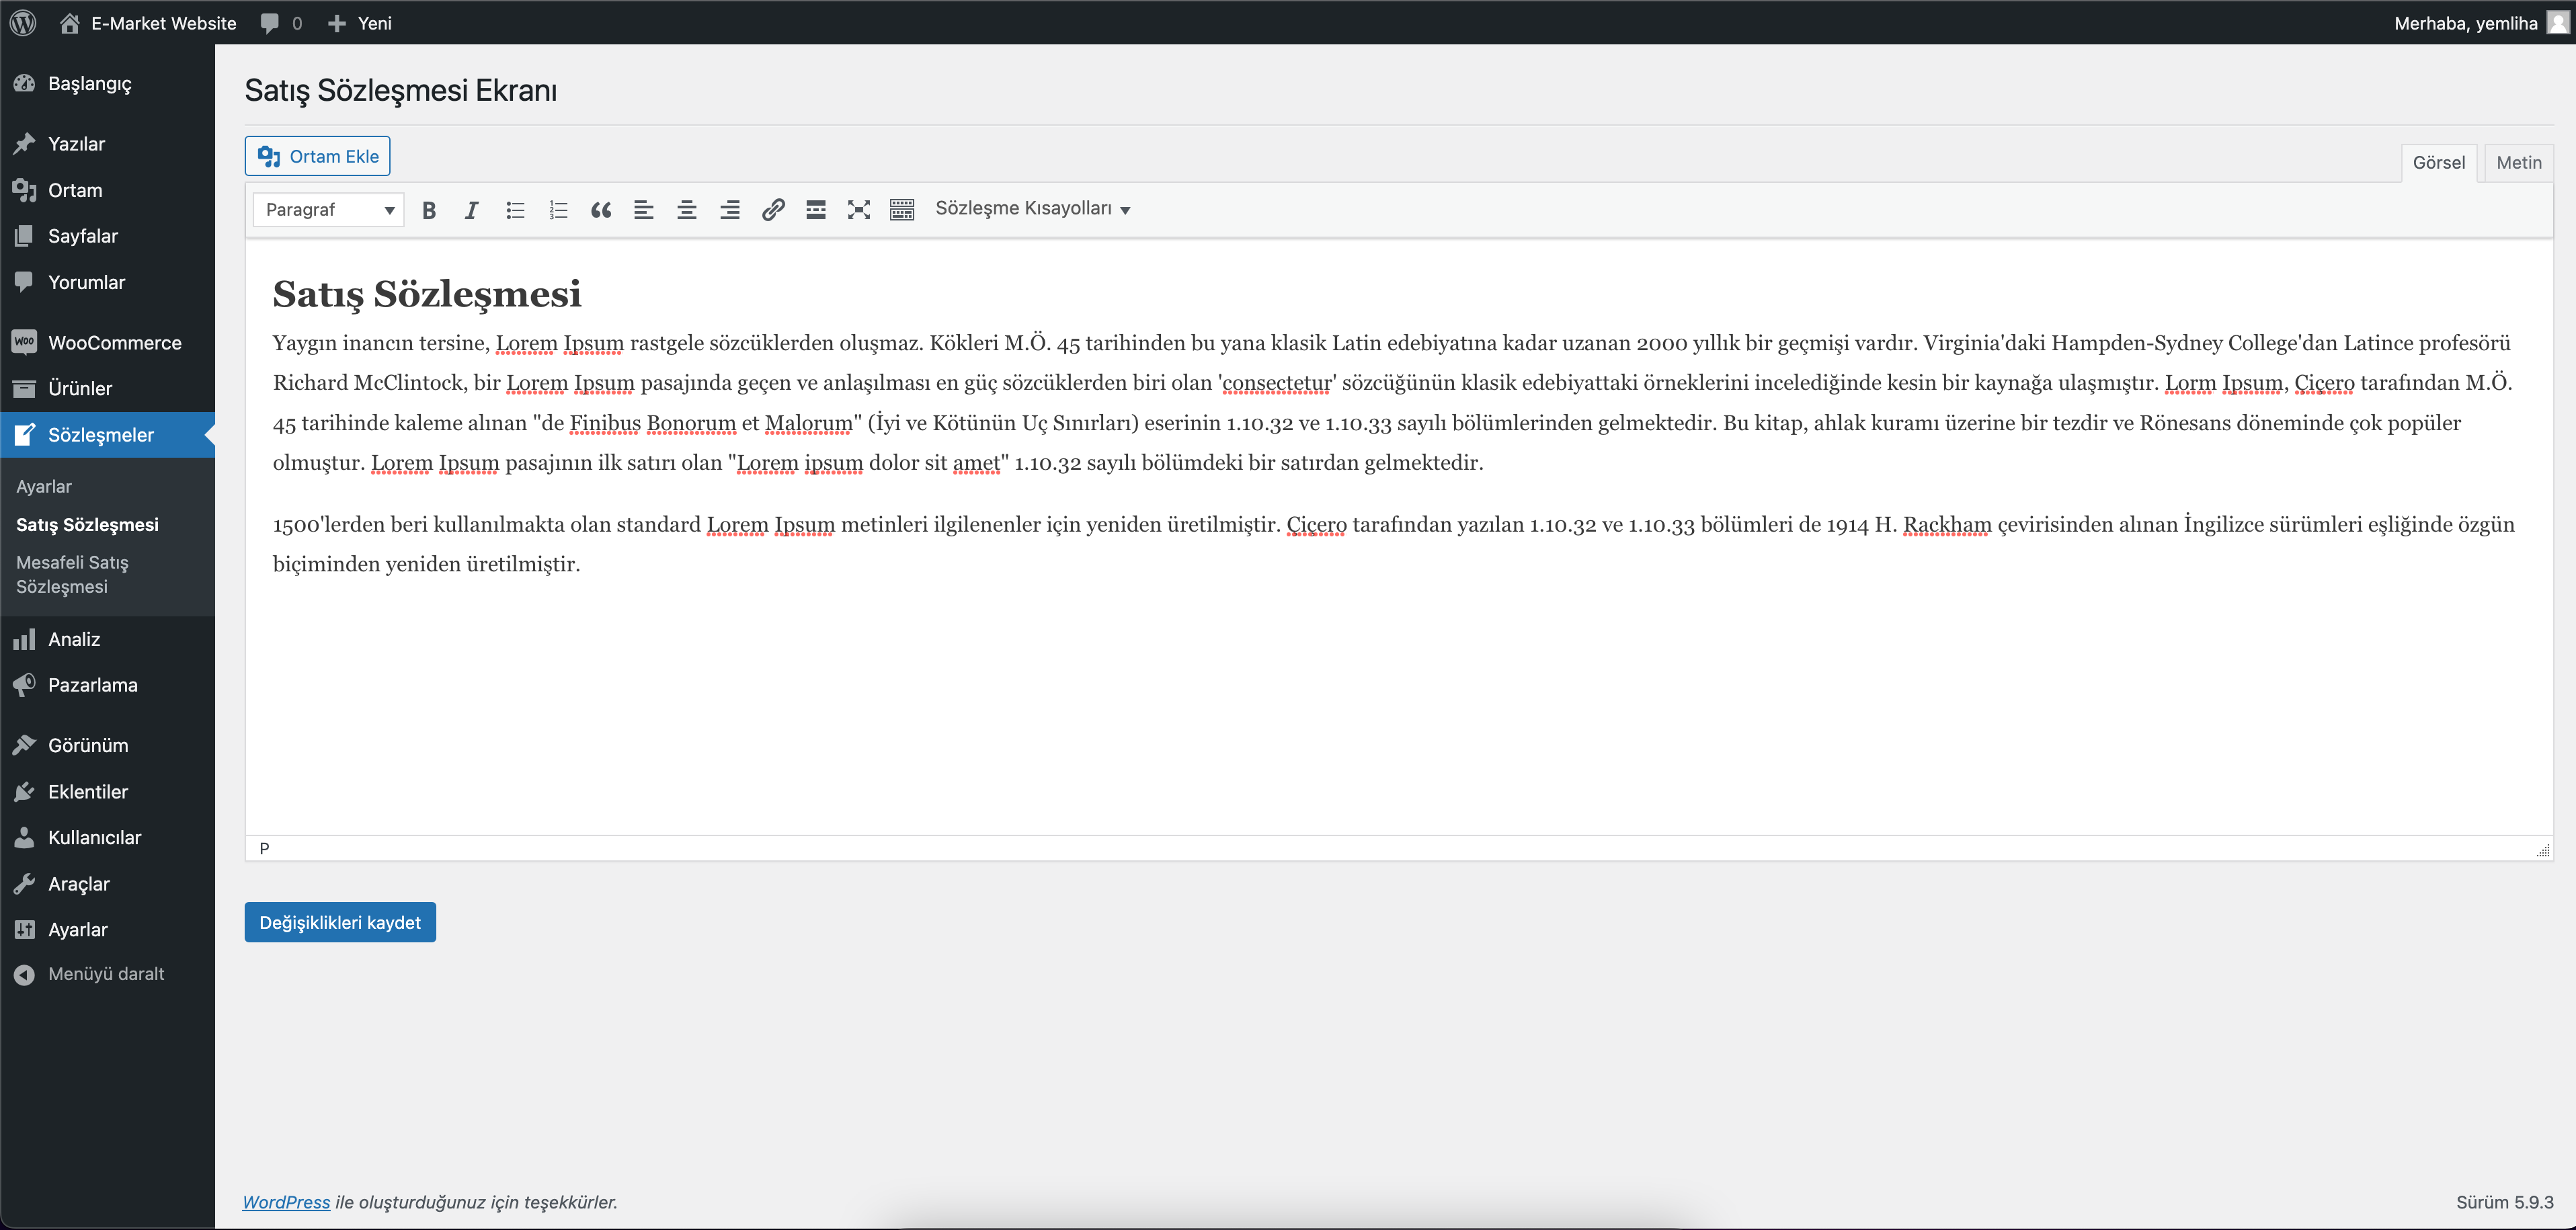 E-Market Website 0 Yeni Merhaba, yemliha
Başlangıç
Yazılar
Ortam
Sayfalar
Yorumlar
WooCommerce
Ürünler
Sözleşmeler
Ayarlar
Satış Sözleşmesi
Mesafeli Satış
Sözleşmesi
Analiz
Pazarlama
Görünüm
Eklentiler
Kullanıcılar
Araçlar
Ayarlar
Menüyü daralt
Satış Sözleşmesi Ekranı
Ortam Ekle
Görsel Metin
Paragraf Sözleşme Kısayolları
Satış Sözleşmesi
Yaygın inancın tersine, Lorem Ipsum rastgele sözcüklerden oluşmaz. Kökleri M.Ö. 45 tarihinden bu yana klasik Latin edebiyatına kadar uzanan 2000 yıllık bir geçmişi vardır. Virginia'daki Hampden-Sydney College'dan Latince profesörü
Richard McClintock, bir Lorem Ipsum pasajında geçen ve anlaşılması en güç sözcüklerden biri olan 'consectetur' sözcüğünün klasik edebiyattaki örneklerini incelediğinde kesin bir kaynağa ulaşmıştır. Lorm Ipsum, Çiçero tarafından M.Ö.
45 tarihinde kaleme alınan "de Finibus Bonorum et Malorum" (İyi ve Kötünün Uç Sınırları) eserinin 1.10.32 ve 1.10.33 sayılı bölümlerinden gelmektedir. Bu kitap, ahlak kuramı üzerine bir tezdir ve Rönesans döneminde çok popüler
olmuştur. Lorem Ipsum pasajının ilk satırı olan "Lorem ipsum dolor sit amet" 1.10.32 sayılı bölümdeki bir satırdan gelmektedir.
1500'lerden beri kullanılmakta olan standard Lorem Ipsum metinleri ilgilenenler için yeniden üretilmiştir. Çiçero tarafından yazılan 1.10.32 ve 1.10.33 bölümleri de 1914 H. Rackham çevirisinden alınan İngilizce sürümleri eşliğinde özgün
biçiminden yeniden üretilmiştir.
P
Değişiklikleri kaydet
WordPress ile oluşturduğunuz için teşekkürler.
Sürüm 5.9.3